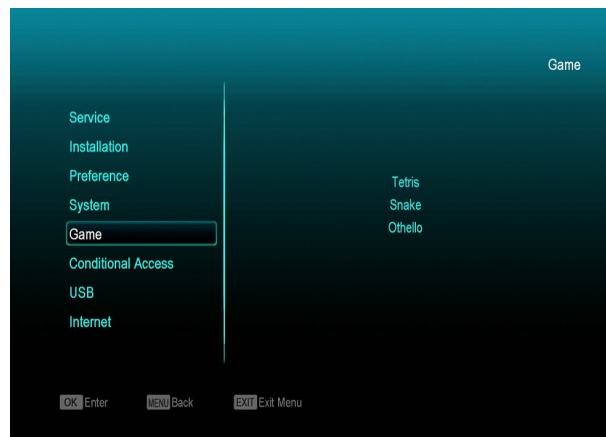 Game
Service
Installation
Preference
System
Game
Conditional Access
USB
Internet
Tetris
Snake
Othello
OK Enter MENU Back EXIT Exit Menu